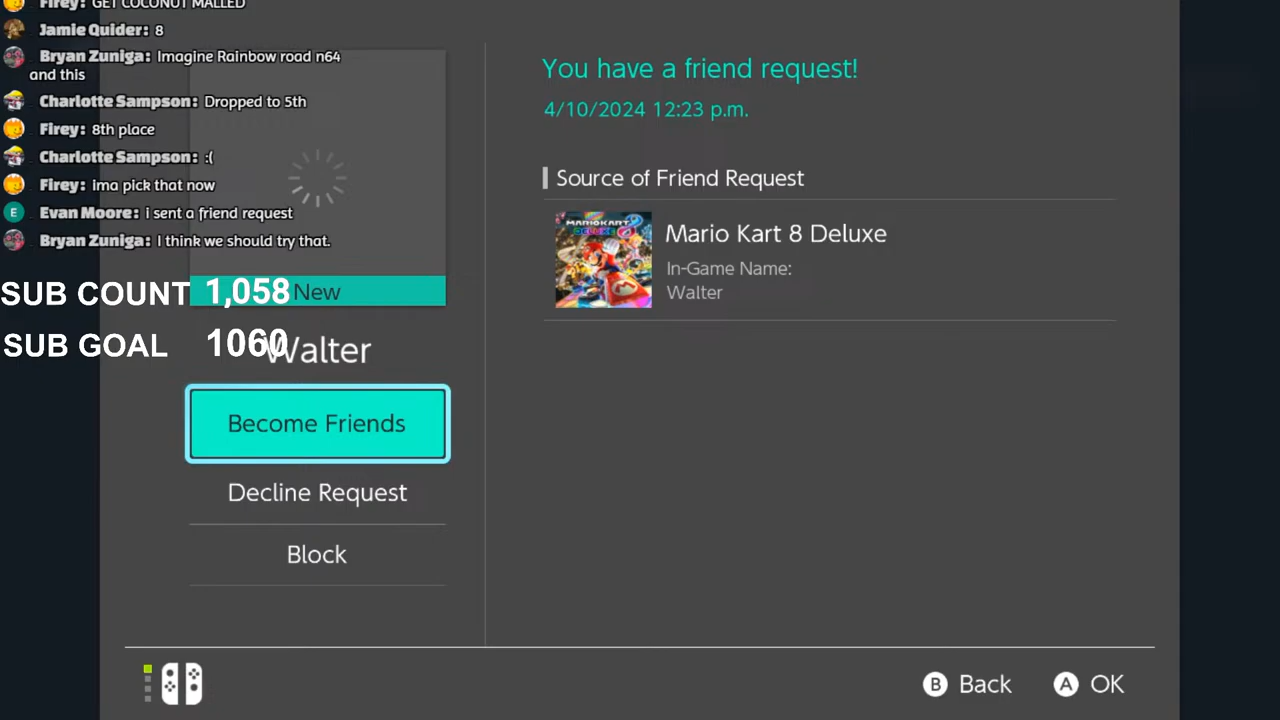 Firey: GET COCONUT MALLED
Jamie Quider: 8
Bryan Zuniga: Imagine Rainbow road n64
and this
Charlotte Sampson: Dropped to 5th
Firey: 8th place
Charlotte Sampson: :(
Firey: ima pick that now
E Evan Moore: i sent a friend request
Bryan Zuniga: I think we should try that.
SUB COUNT 1,058
New
SUB GOAL 1060
Walter
Become Friends
Decline Request
Block
You have a friend request!
4/10/2024 12:23 p.m.
Source of Friend Request
MARIOKART 8
DELUXE
Mario Kart 8 Deluxe
In-Game Name:
Walter
B Back
A OK